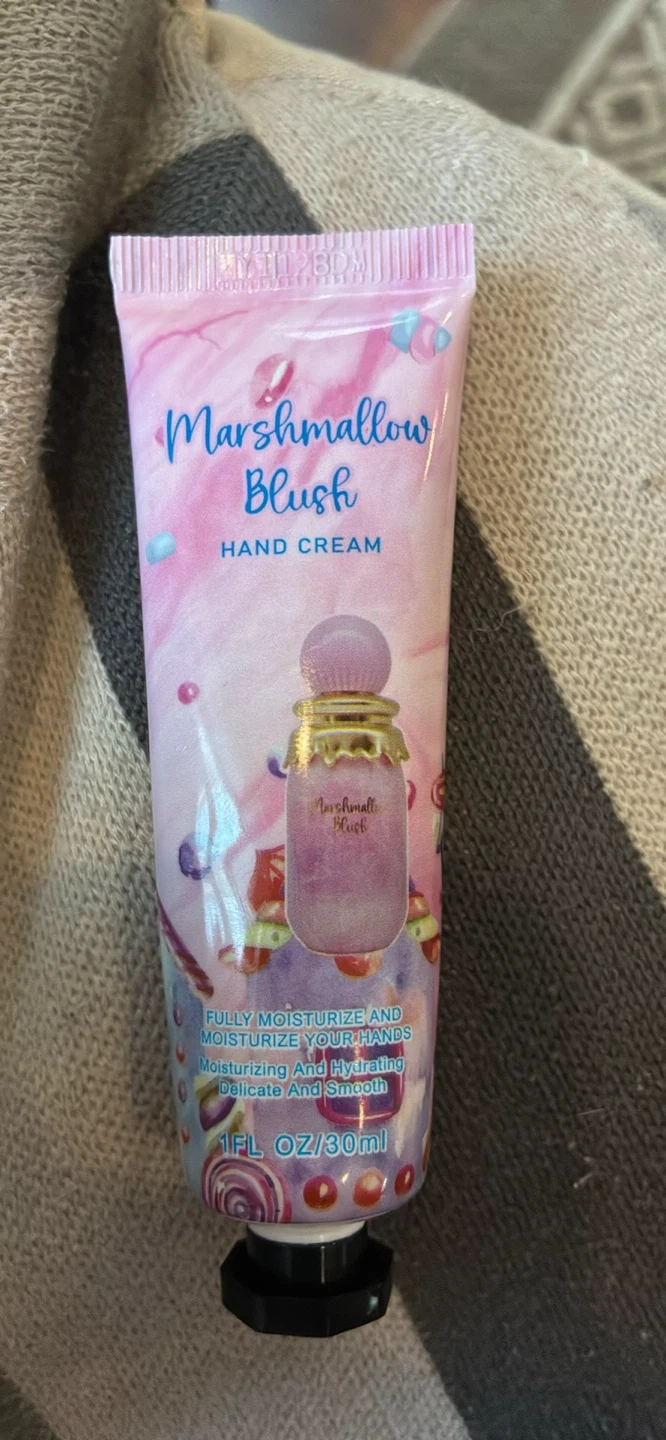 Marshmallow
Blush
HAND CREAM
Marshmallow
Blush
FULLY MOISTURIZE AND
MOISTURIZE YOUR HANDS
Moisturizing And Hydrating
Delicate And Smooth
1FL OZ/30ml